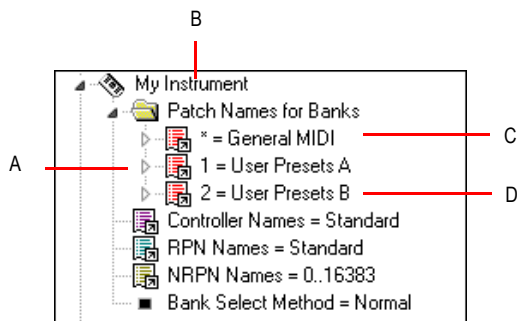 B
My Instrument
Patch Names for Banks
* = General MIDI
C
A
1 = User Presets A
2 = User Presets B
D
Controller Names = Standard
RPN Names = Standard
NRPN Names = 0..16383
Bank Select Method = Normal